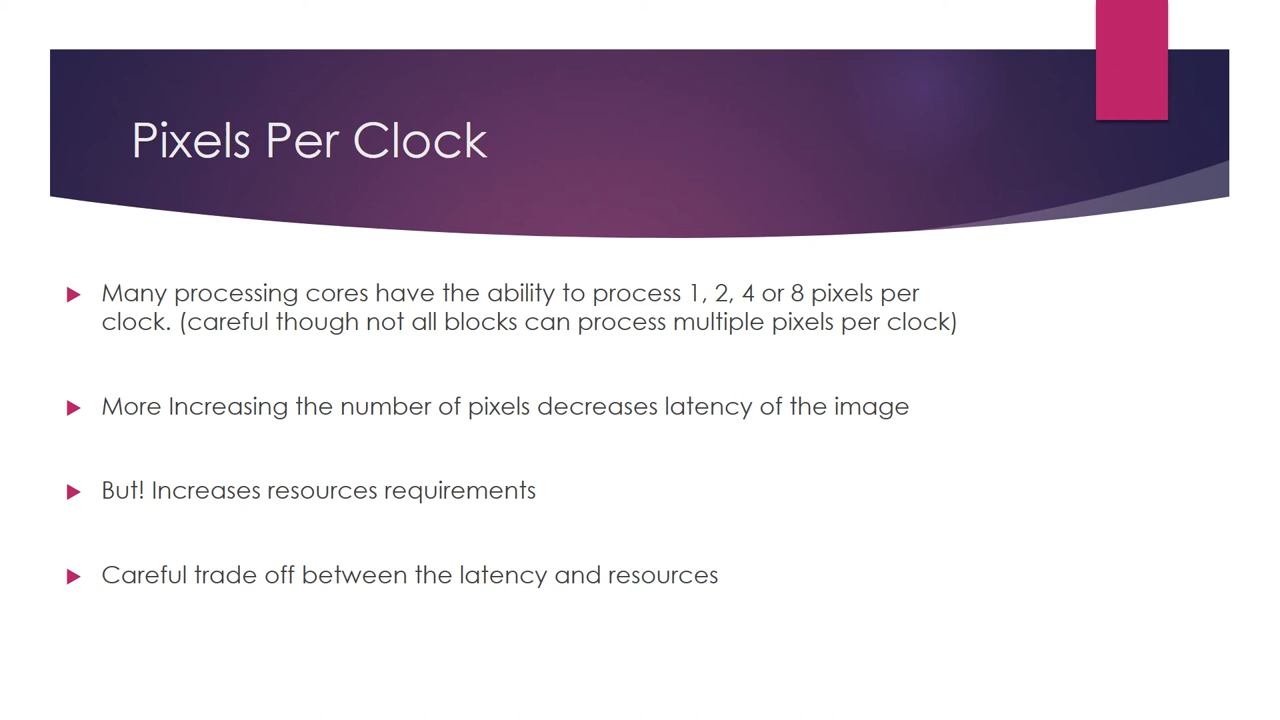 Pixels Per Clock
Many processing cores have the ability to process 1, 2, 4 or 8 pixels per
clock. (careful though not all blocks can process multiple pixels per clock)
More Increasing the number of pixels decreases latency of the image
But! Increases resources requirements
Careful trade off between the latency and resources